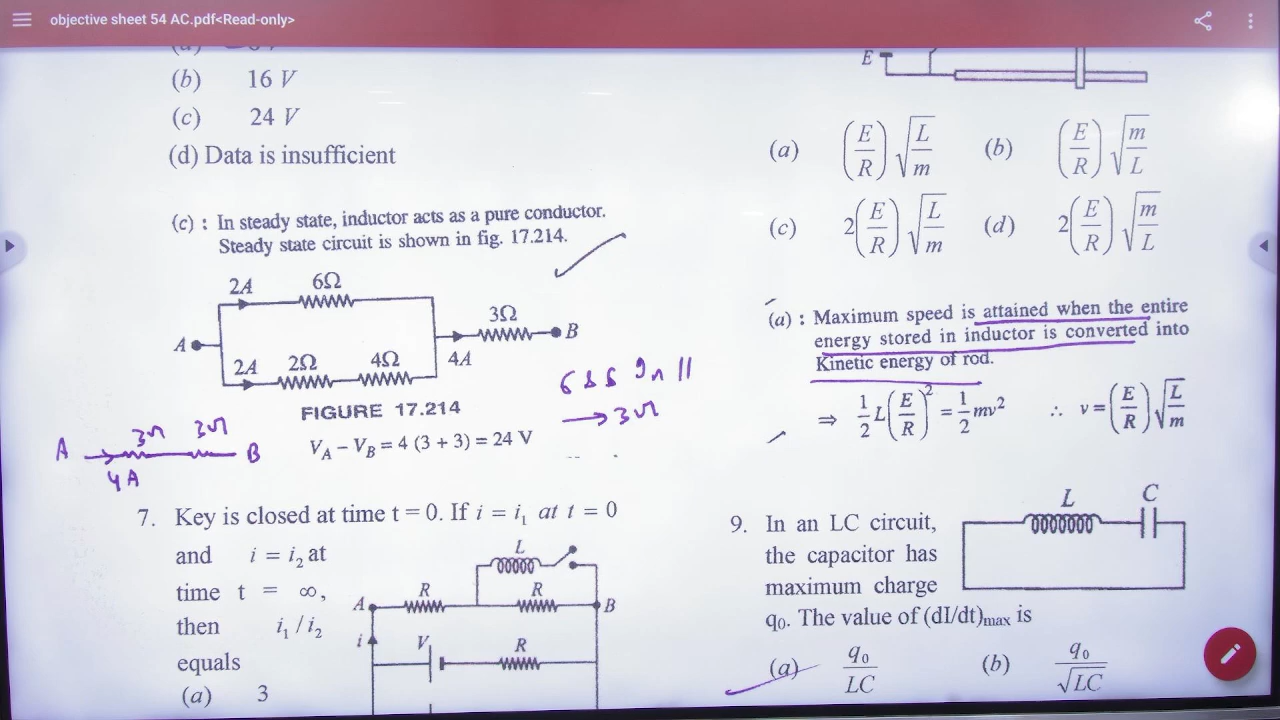 objective sheet 54 AC.pdf<Read-only>
(b) 16 V
(c) 24 V
(d) Data is insufficient
(c) : In steady state, inductor acts as a pure conductor.
Steady state circuit is shown in fig. 17.214.
2A 6Ω
3Ω
A B
2A 2Ω 4Ω 4A
FIGURE 17.214
6 & 6 in ||
→ 3Ω
A 3Ω 3Ω B
4A
V_A − V_B = 4 (3 + 3) = 24 V
7. Key is closed at time t = 0. If i = i₁ at t = 0
and i = i₂ at
time t = ∞,
then i₁ / i₂
equals
(a) 3
L
R R
A B
i V R
E
(a) (E/R) √(L/m) (b) (E/R) √(m/L)
(c) 2(E/R) √(L/m) (d) 2(E/R) √(m/L)
(a) : Maximum speed is attained when the entire
energy stored in inductor is converted into
Kinetic energy of rod.
⇒ 1/2 L(E/R)² = 1/2 mv² ∴ v = (E/R) √(L/m)
9. In an LC circuit,
the capacitor has
maximum charge
q₀. The value of (dI/dt)max is
L C
(a) q₀/LC (b) q₀/√LC